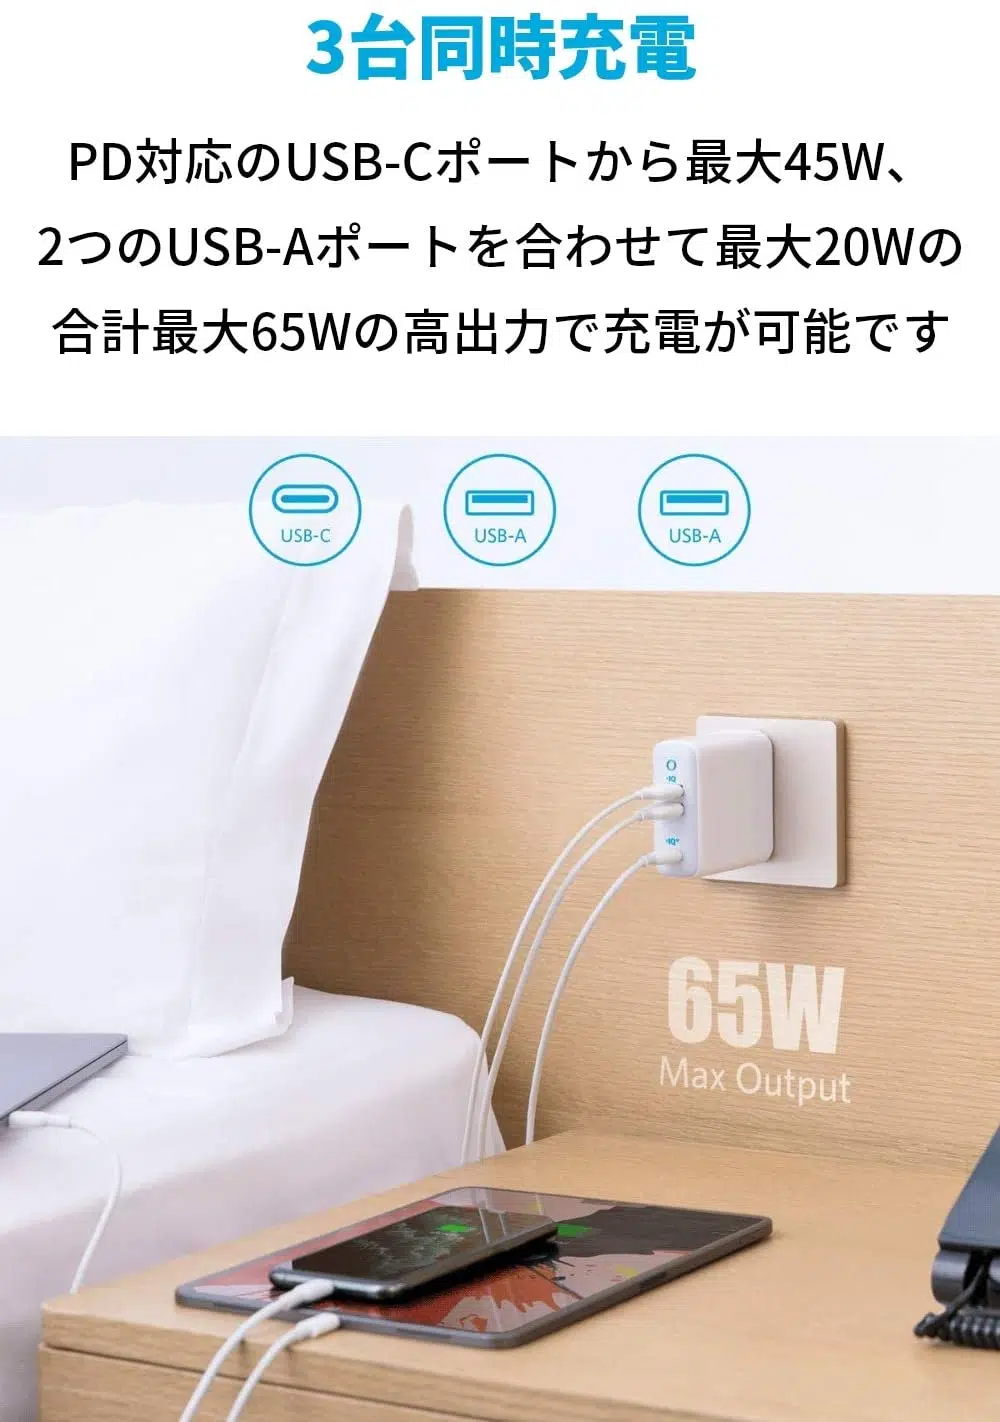 3台同時充電
PD対応のUSB-Cポートから最大45W、
2つのUSB-Aポートを合わせて最大20Wの
合計最大65Wの高出力で充電が可能です
USB-C
USB-A
USB-A
65W
Max Output